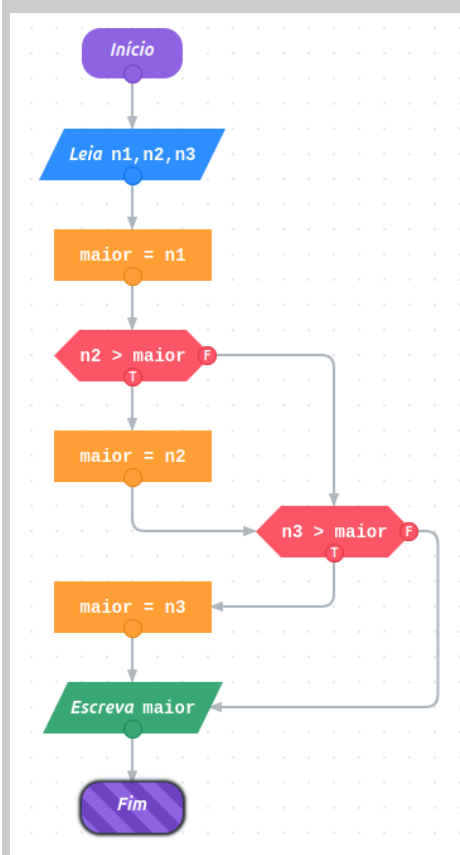 Início
Leia n1,n2,n3
maior = n1
n2 > maior F
T
maior = n2
n3 > maior F
T
maior = n3
Escreva maior
Fim